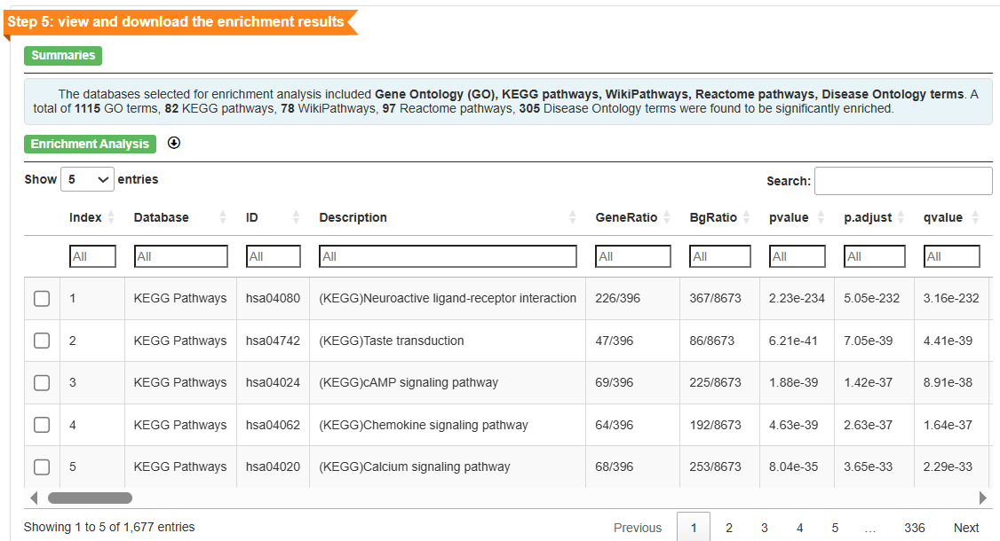 Step 5: view and download the enrichment results
Summaries
The databases selected for enrichment analysis included Gene Ontology (GO), KEGG pathways, WikiPathways, Reactome pathways, Disease Ontology terms. A
total of 1115 GO terms, 82 KEGG pathways, 78 WikiPathways, 97 Reactome pathways, 305 Disease Ontology terms were found to be significantly enriched.
Enrichment Analysis
Show 5 entries Search:
Index Database ID Description GeneRatio BgRatio pvalue p.adjust qvalue
All All All All All All All All All
1 KEGG Pathways hsa04080 (KEGG)Neuroactive ligand-receptor interaction 226/396 367/8673 2.23e-234 5.05e-232 3.16e-232
2 KEGG Pathways hsa04742 (KEGG)Taste transduction 47/396 86/8673 6.21e-41 7.05e-39 4.41e-39
3 KEGG Pathways hsa04024 (KEGG)cAMP signaling pathway 69/396 225/8673 1.88e-39 1.42e-37 8.91e-38
4 KEGG Pathways hsa04062 (KEGG)Chemokine signaling pathway 64/396 192/8673 4.63e-39 2.63e-37 1.64e-37
5 KEGG Pathways hsa04020 (KEGG)Calcium signaling pathway 68/396 253/8673 8.04e-35 3.65e-33 2.29e-33
Showing 1 to 5 of 1,677 entries Previous 1 2 3 4 5 … 336 Next